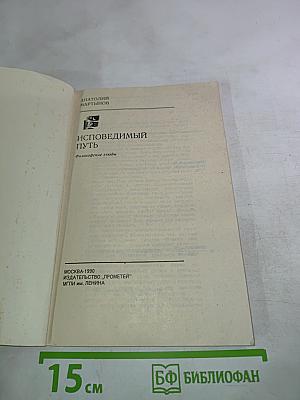 АНАТОЛИЙ
МАРТЫНОВ
ИСПОВЕДИМЫЙ
ПУТЬ
Философские этюды
МОСКВА-1990
ИЗДАТЕЛЬСТВО „ПРОМЕТЕЙ"
МГПИ им. ЛЕНИНА
15 см
БФ БИБЛИОФАН